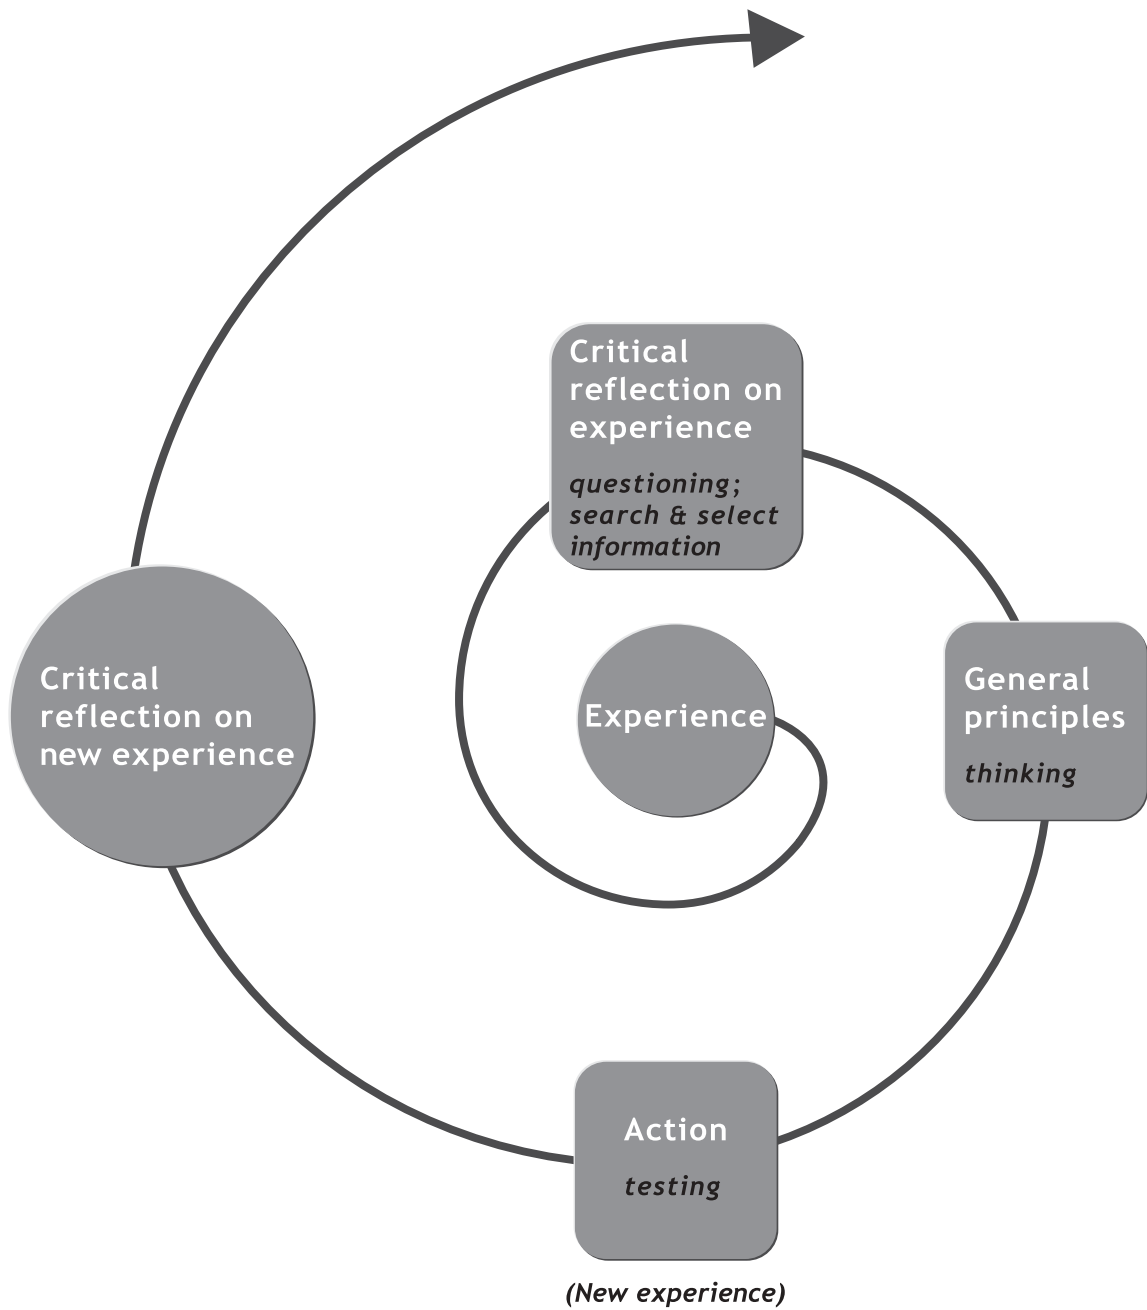 Critical
reflection on
experience
questioning;
search & select
information
Experience
General
principles
thinking
Critical
reflection on
new experience
Action
testing
(New experience)